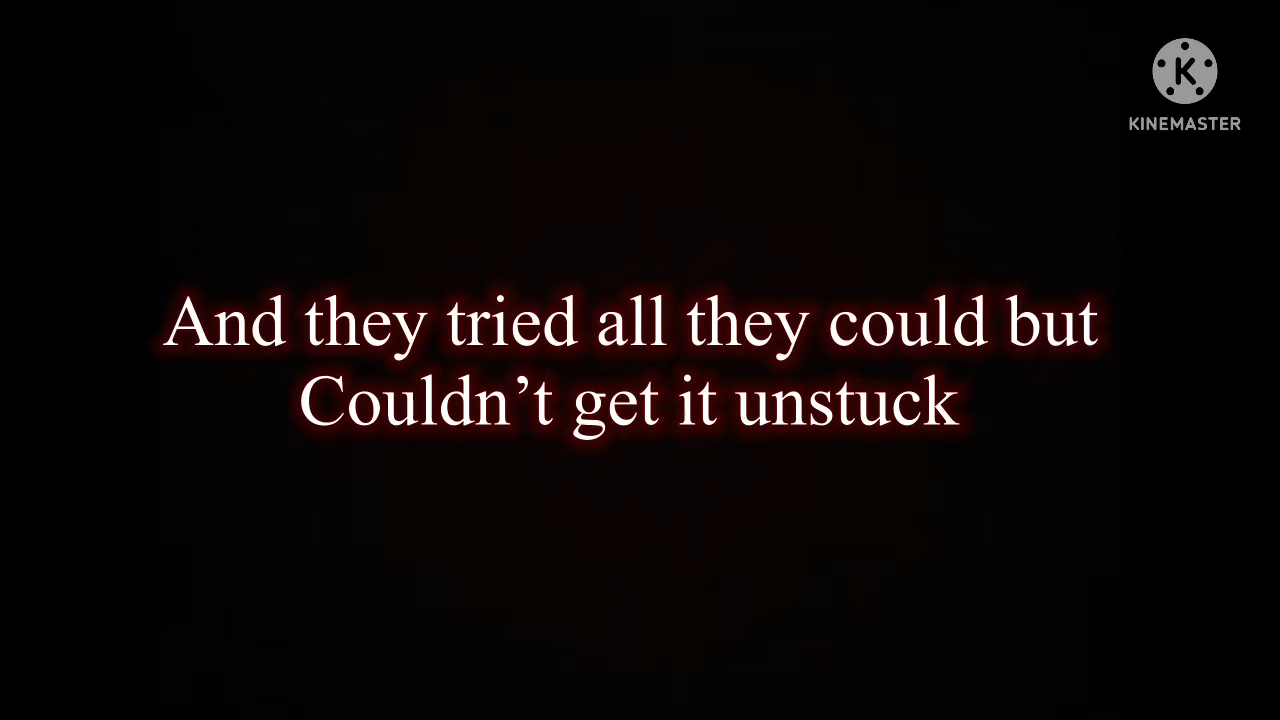 K
KINEMASTER
And they tried all they could but
Couldn’t get it unstuck